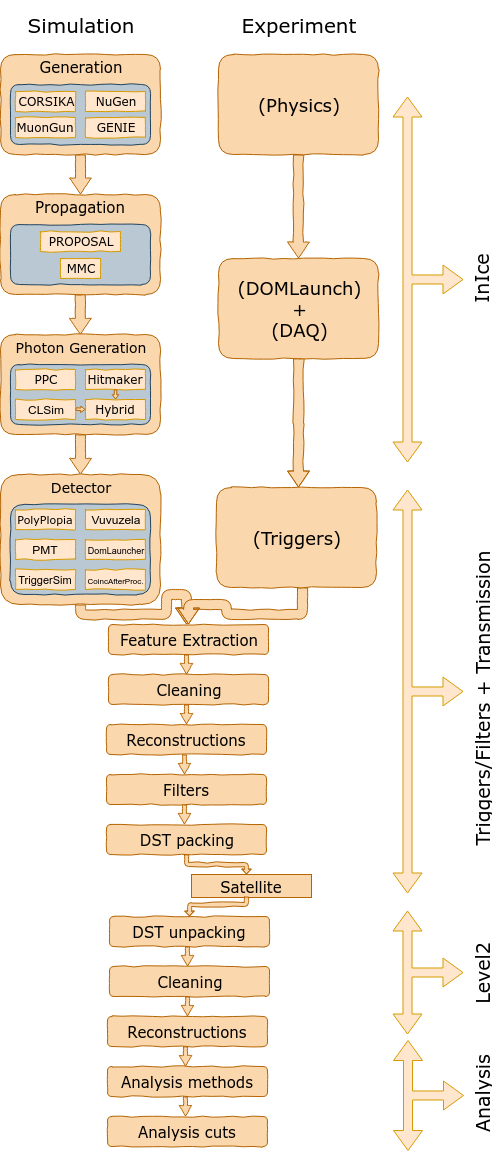 Simulation
Experiment
Generation
CORSIKA
NuGen
MuonGun
GENIE
(Physics)
Propagation
PROPOSAL
MMC
(DOMLaunch)
+
(DAQ)
InIce
Photon Generation
PPC
Hitmaker
CLSim
Hybrid
Detector
PolyPlopia
Vuvuzela
PMT
DomLauncher
TriggerSim
CoincAfterProc.
(Triggers)
Feature Extraction
Cleaning
Reconstructions
Filters
DST packing
Satellite
Triggers/Filters + Transmission
DST unpacking
Cleaning
Reconstructions
Level2
Analysis methods
Analysis cuts
Analysis